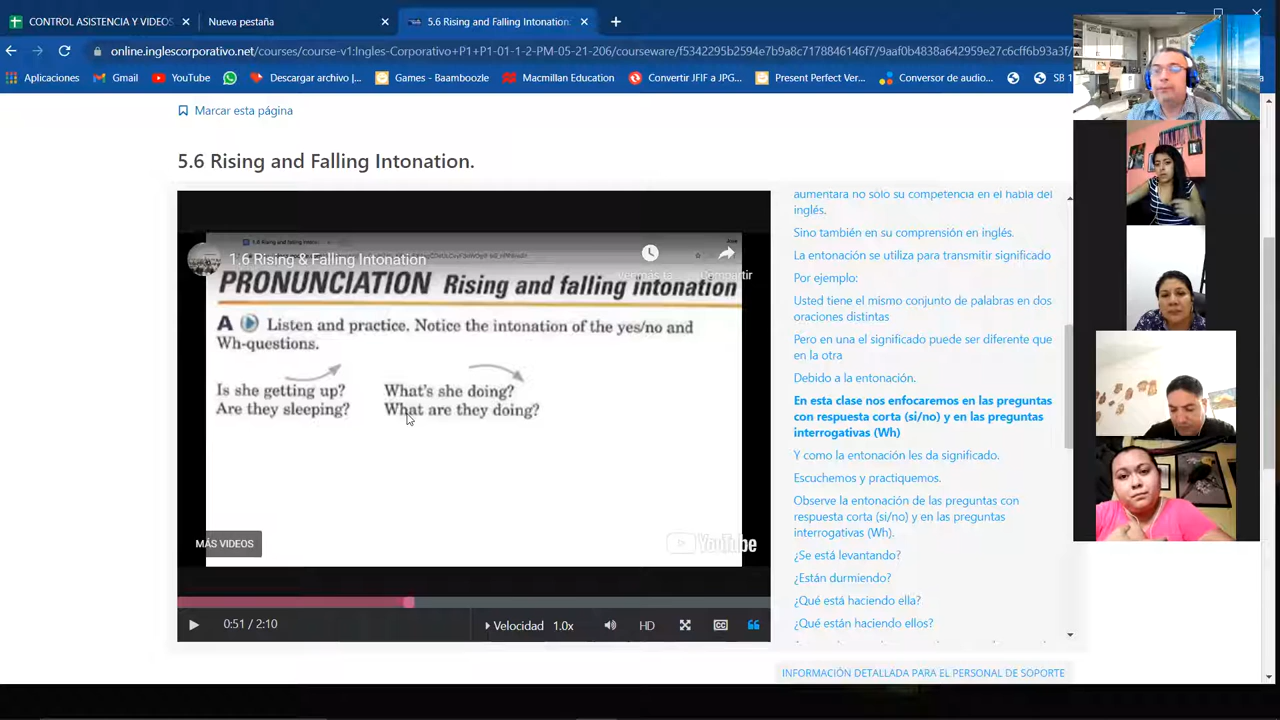 CONTROL ASISTENCIA Y VIDEOS
Nueva pestaña
5.6 Rising and Falling Intonation.
online.inglescorporativo.net/courses/course-v1:Ingles-Corporativo+P1+P1-01-1-2-PM-05-21-206/courseware/f5342295b2594e7b9a8c7178846146f7/9aaf0b4838a642959e27c6cff6b93a3f/
Aplicaciones
Gmail
YouTube
Descargar archivo |...
Games - Baamboozle
Macmillan Education
Convertir JFIF a JPG...
Present Perfect Ver...
Conversor de audio...
SB 1
Marcar esta página
5.6 Rising and Falling Intonation.
1.6 Rising & Falling Intonation
Compartir
PRONUNCIATION Rising and falling intonation
A Listen and practice. Notice the intonation of the yes/no and
Wh-questions.
Is she getting up? What's she doing?
Are they sleeping? What are they doing?
MÁS VIDEOS
YouTube
0:51 / 2:10
Velocidad 1.0x
HD
CC
aumentara no sólo su competencia en el habla del
inglés.
Sino también en su comprensión en inglés.
La entonación se utiliza para transmitir significado
Por ejemplo:
Usted tiene el mismo conjunto de palabras en dos
oraciones distintas
Pero en una el significado puede ser diferente que
en la otra
Debido a la entonación.
En esta clase nos enfocaremos en las preguntas
con respuesta corta (si/no) y en las preguntas
interrogativas (Wh)
Y como la entonación les da significado.
Escuchemos y practiquemos.
Observe la entonación de las preguntas con
respuesta corta (si/no) y en las preguntas
interrogativas (Wh).
¿Se está levantando?
¿Están durmiendo?
¿Qué está haciendo ella?
¿Qué están haciendo ellos?
INFORMACIÓN DETALLADA PARA EL PERSONAL DE SOPORTE